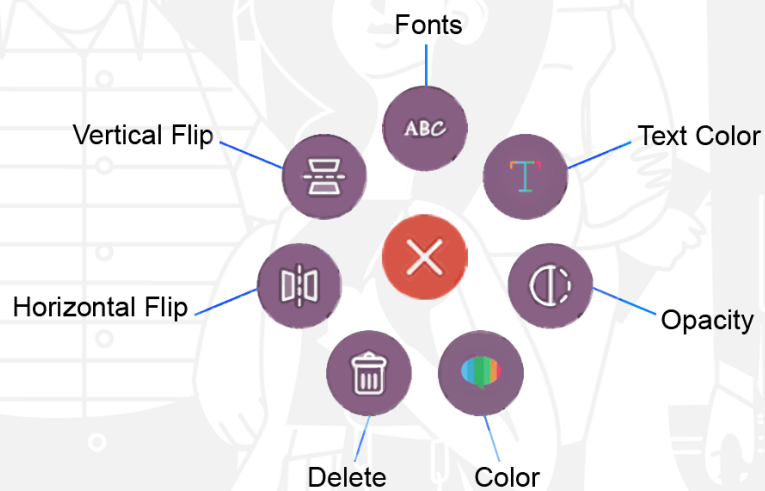 Fonts
ABC
Vertical Flip
Text Color
T
Horizontal Flip
Opacity
Delete
Color